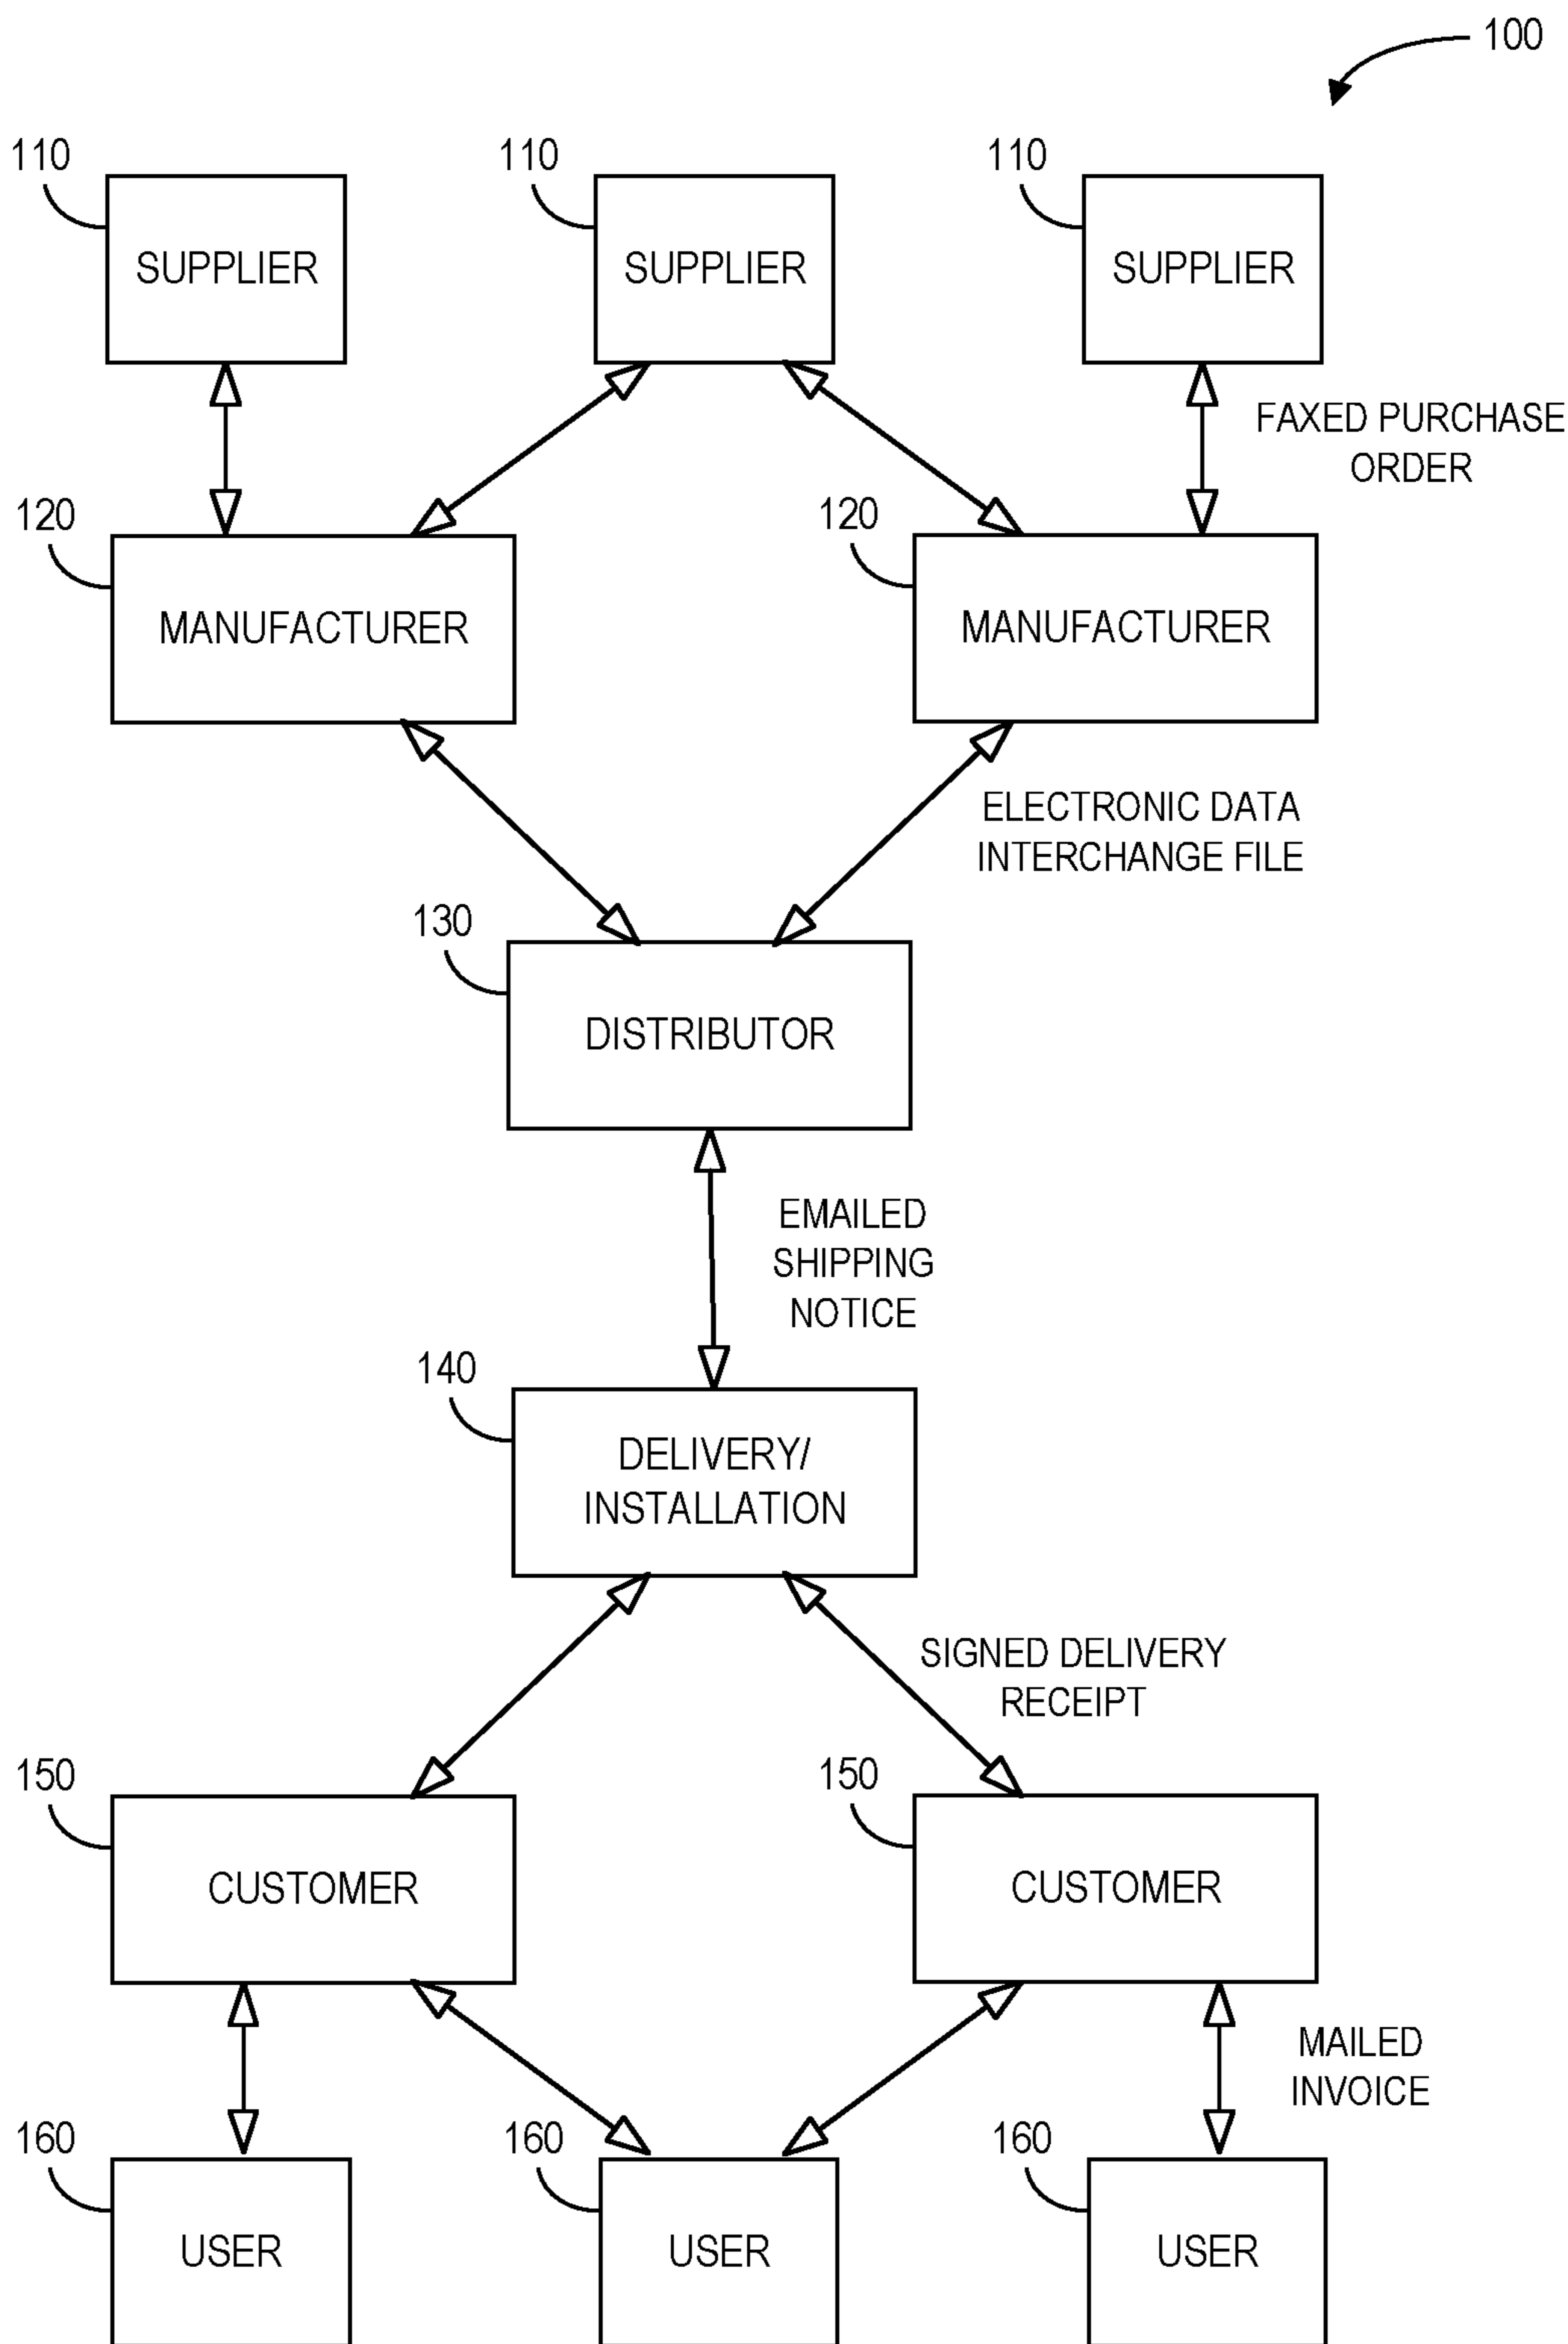 100
110
110
110
SUPPLIER
SUPPLIER
SUPPLIER
FAXED PURCHASE
ORDER
120
120
MANUFACTURER
MANUFACTURER
ELECTRONIC DATA
INTERCHANGE FILE
130
DISTRIBUTOR
EMAILED
SHIPPING
NOTICE
140
DELIVERY/
INSTALLATION
SIGNED DELIVERY
RECEIPT
150
150
CUSTOMER
CUSTOMER
MAILED
INVOICE
160
160
160
USER
USER
USER